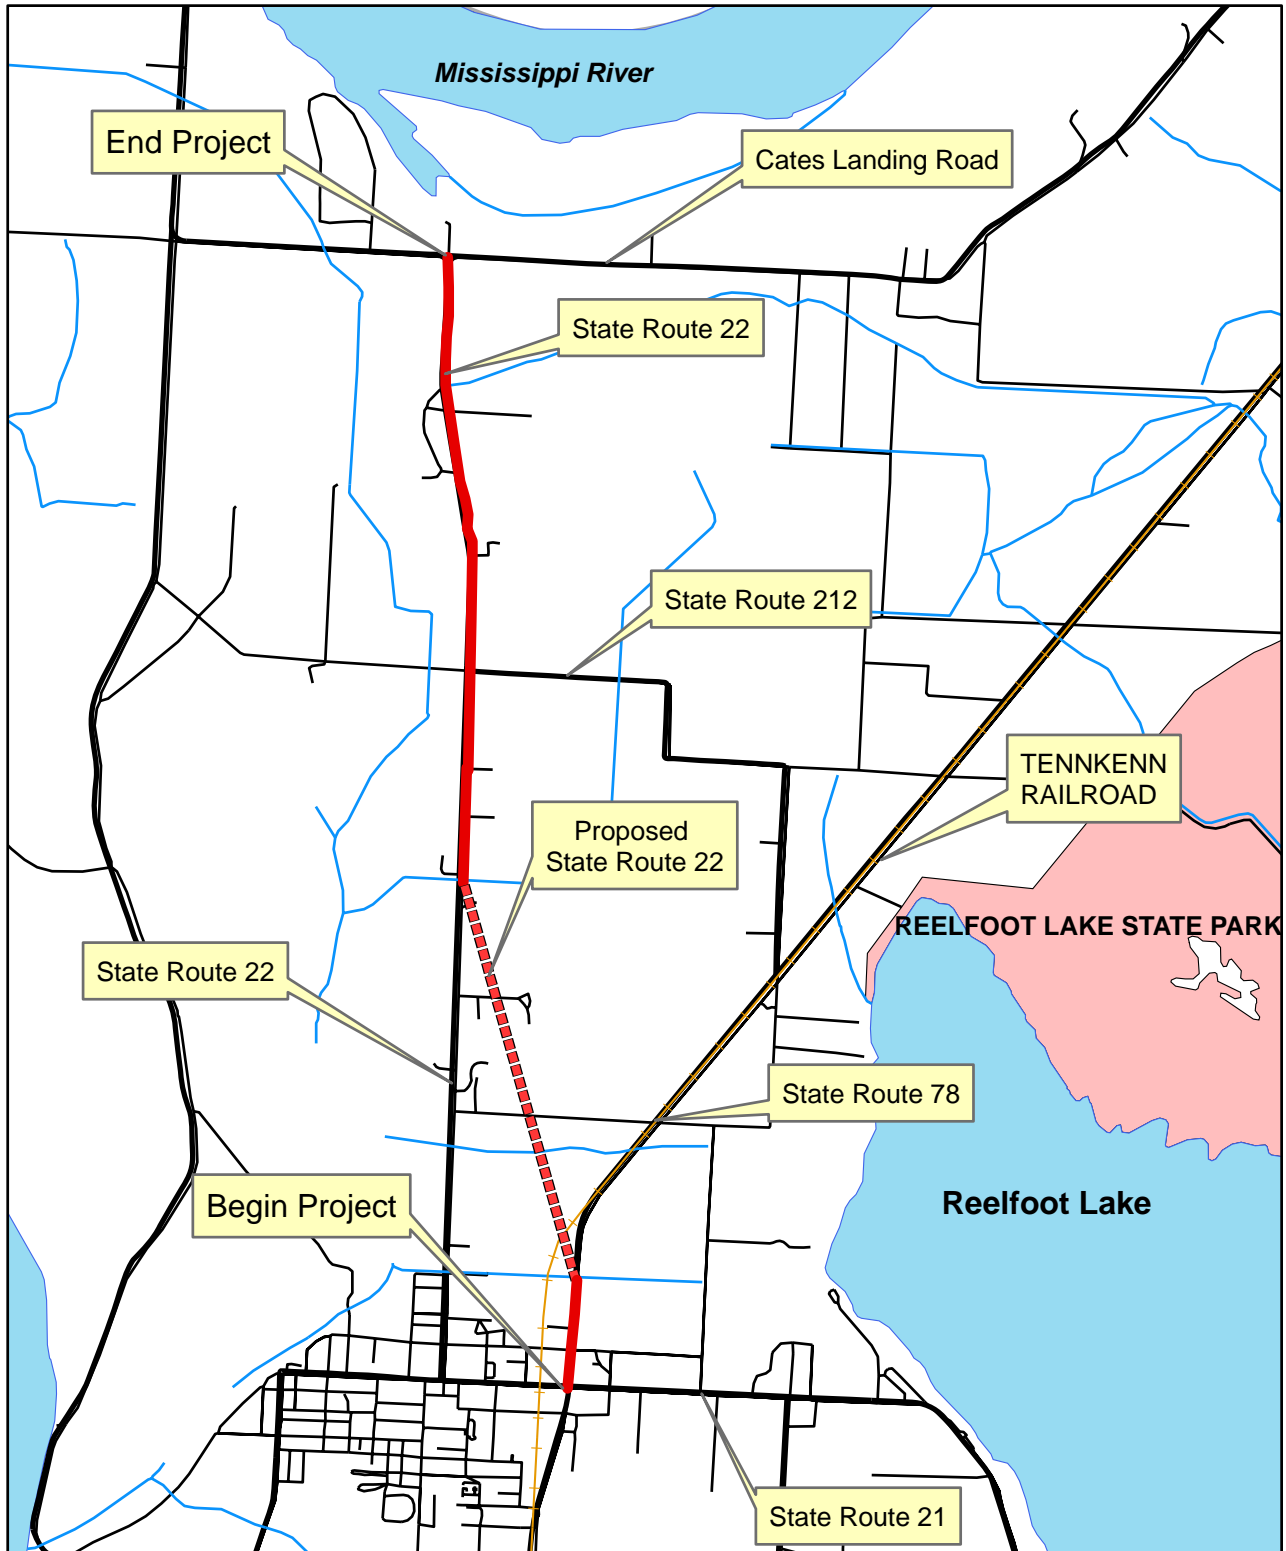 Mississippi River
End Project
Cates Landing Road
State Route 22
State Route 212
TENNKENN
RAILROAD
Proposed
State Route 22
REELFOOT LAKE STATE PARK
State Route 22
State Route 78
Begin Project
Reelfoot Lake
State Route 21